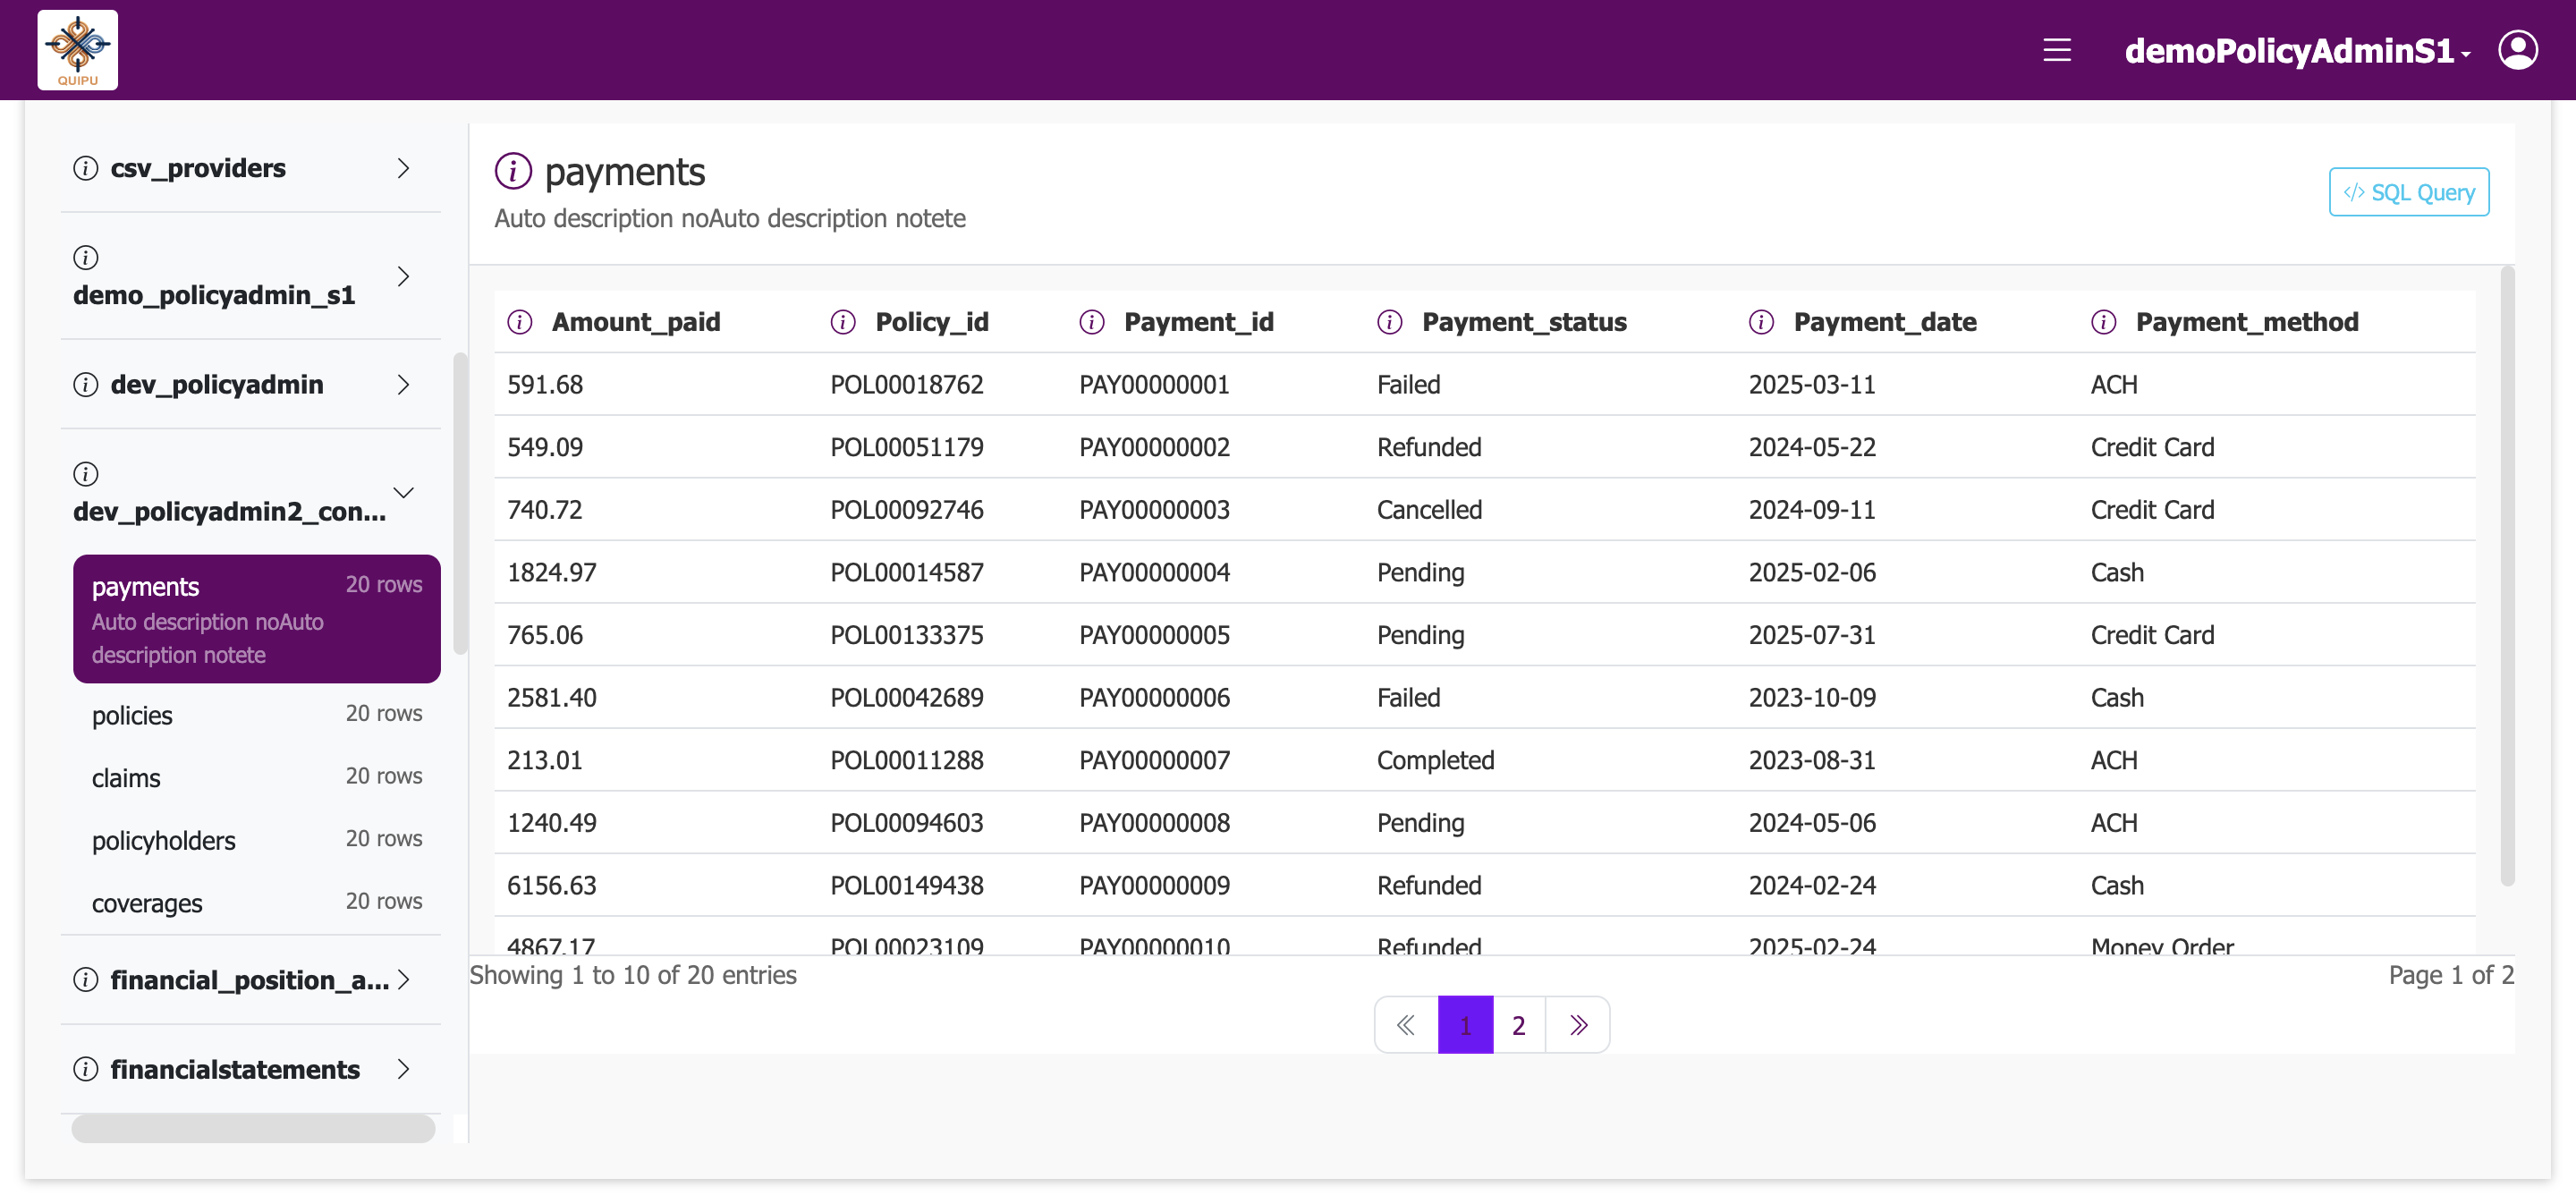 QUIPU
demoPolicyAdminS1
csv_providers
demo_policyadmin_s1
dev_policyadmin
dev_policyadmin2_con...
payments 20 rows
Auto description noAuto
description notete
policies 20 rows
claims 20 rows
policyholders 20 rows
coverages 20 rows
financial_position_a...
financialstatements
payments
Auto description noAuto description notete
</> SQL Query
Amount_paid Policy_id Payment_id Payment_status Payment_date Payment_method
591.68 POL00018762 PAY00000001 Failed 2025-03-11 ACH
549.09 POL00051179 PAY00000002 Refunded 2024-05-22 Credit Card
740.72 POL00092746 PAY00000003 Cancelled 2024-09-11 Credit Card
1824.97 POL00014587 PAY00000004 Pending 2025-02-06 Cash
765.06 POL00133375 PAY00000005 Pending 2025-07-31 Credit Card
2581.40 POL00042689 PAY00000006 Failed 2023-10-09 Cash
213.01 POL00011288 PAY00000007 Completed 2023-08-31 ACH
1240.49 POL00094603 PAY00000008 Pending 2024-05-06 ACH
6156.63 POL00149438 PAY00000009 Refunded 2024-02-24 Cash
4867.17 POL00023109 PAY00000010 Refunded 2025-02-24 Money Order
Showing 1 to 10 of 20 entries Page 1 of 2
« 1 2 »